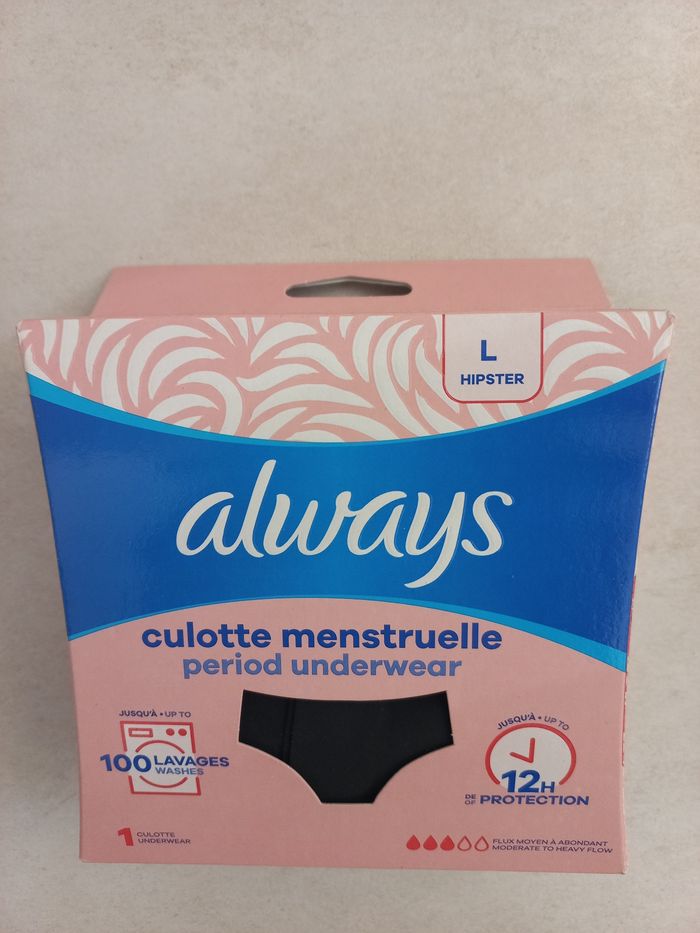 L
HIPSTER
always
culotte menstruelle
period underwear
JUSQU'À • UP TO
100 LAVAGES
WASHES
JUSQU'À • UP TO
12H
DE
OF PROTECTION
1 CULOTTE
UNDERWEAR
FLUX MOYEN À ABONDANT
MODERATE TO HEAVY FLOW